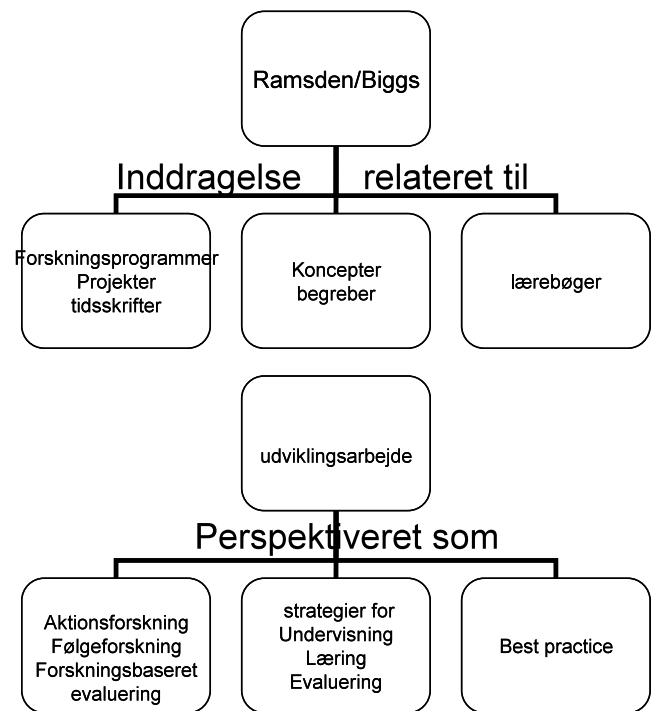 Ramsden/Biggs
Inddragelse relateret til
Forskningsprogrammer
Projekter
tidsskrifter
Koncepter
begreber
lærebøger
udviklingsarbejde
Perspektiveret som
Aktionsforskning
Følgeforskning
Forskningsbaseret
evaluering
strategier for
Undervisning
Læring
Evaluering
Best practice